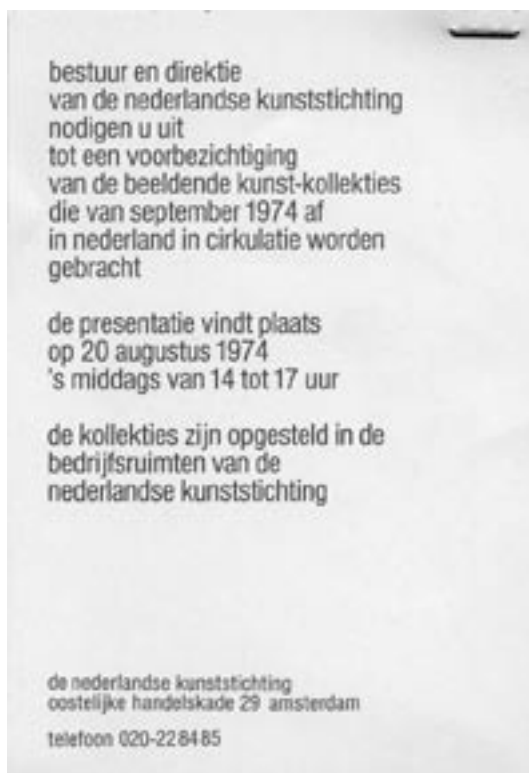 bestuur en direktie
van de nederlandse kunststichting
nodigen u uit
tot een voorbezichtiging
van de beeldende kunst-kollekties
die van september 1974 af
in nederland in cirkulatie worden
gebracht
de presentatie vindt plaats
op 20 augustus 1974
's middags van 14 tot 17 uur
de kollekties zijn opgesteld in de
bedrijfsruimten van de
nederlandse kunststichting
de nederlandse kunststichting
oostelijke handelskade 29 amsterdam
telefoon 020-228485